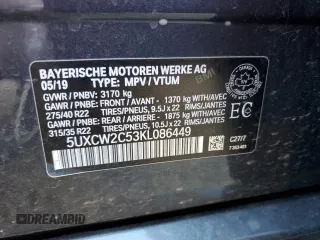 BAYERISCHE MOTOREN WERKE AG
05/19 TYPE: MPV / VTUM
GVWR / PNBV: 3170 kg
GAWR / PNBE: FRONT / AVANT - 1370 kg WITH/AVEC
275/40 R22 TIRES/PNEUS, 9.5J x 22 RIMS/JANTES
GAWR / PNBE: REAR / ARRIERE - 1875 kg WITH/AVEC
315/35 R22 TIRES/PNEUS, 10.5J x 22 RIMS/JANTES
5UXCW2C53KL086449
EC
C27/7
BIDAMERICAN